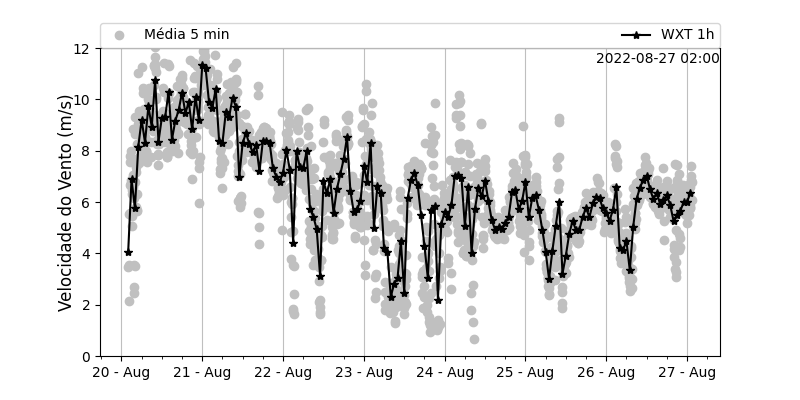 Média 5 min
WXT 1h
2022-08-27 02:00
Velocidade do Vento (m/s)
12
10
8
6
4
2
0
20 - Aug
21 - Aug
22 - Aug
23 - Aug
24 - Aug
25 - Aug
26 - Aug
27 - Aug